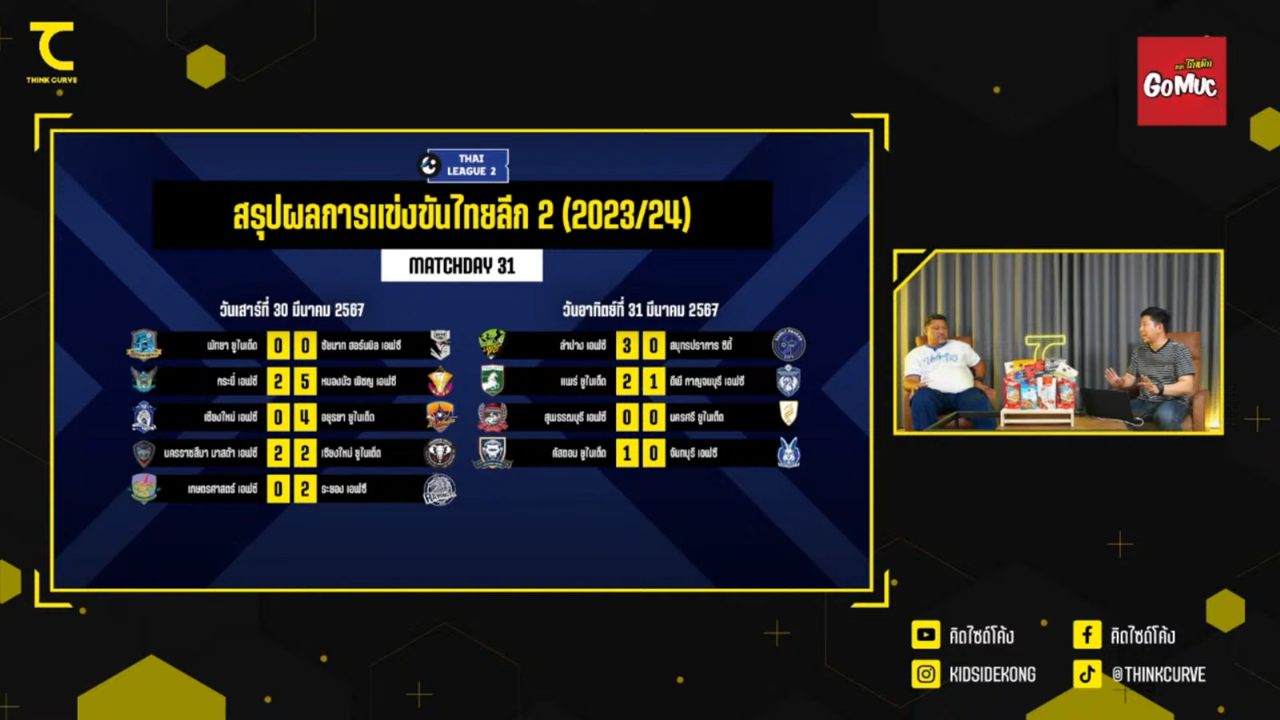 THINK CURVE
GOMUC
THAI
LEAGUE 2
สรุปผลการแข่งขันไทยลีก 2 (2023/24)
MATCHDAY 31
วันเสาร์ที่ 30 มีนาคม 2567
พัทยา ยูไนเต็ด 0 0 ชัยนาท ฮอร์นบิล เอฟซี
กระบี่ เอฟซี 2 5 หนองบัว พิชญ เอฟซี
เชียงใหม่ เอฟซี 0 4 อยุธยา ยูไนเต็ด
นครราชสีมา มาสด้า เอฟซี 2 2 เชียงใหม่ ยูไนเต็ด
เกษตรศาสตร์ เอฟซี 0 2 ระยอง เอฟซี
วันอาทิตย์ที่ 31 มีนาคม 2567
ลำปาง เอฟซี 3 0 สมุทรปราการ ซิตี้
แพร่ ยูไนเต็ด 2 1 ดีพี กาญจนบุรี เอฟซี
สุพรรณบุรี เอฟซี 0 0 นครศรี ยูไนเต็ด
คัสตอม ยูไนเต็ด 1 0 จันทบุรี เอฟซี
คิดไซด์โค้ง
คิดไซด์โค้ง
KIDSIDEKONG
@THINKCURVE